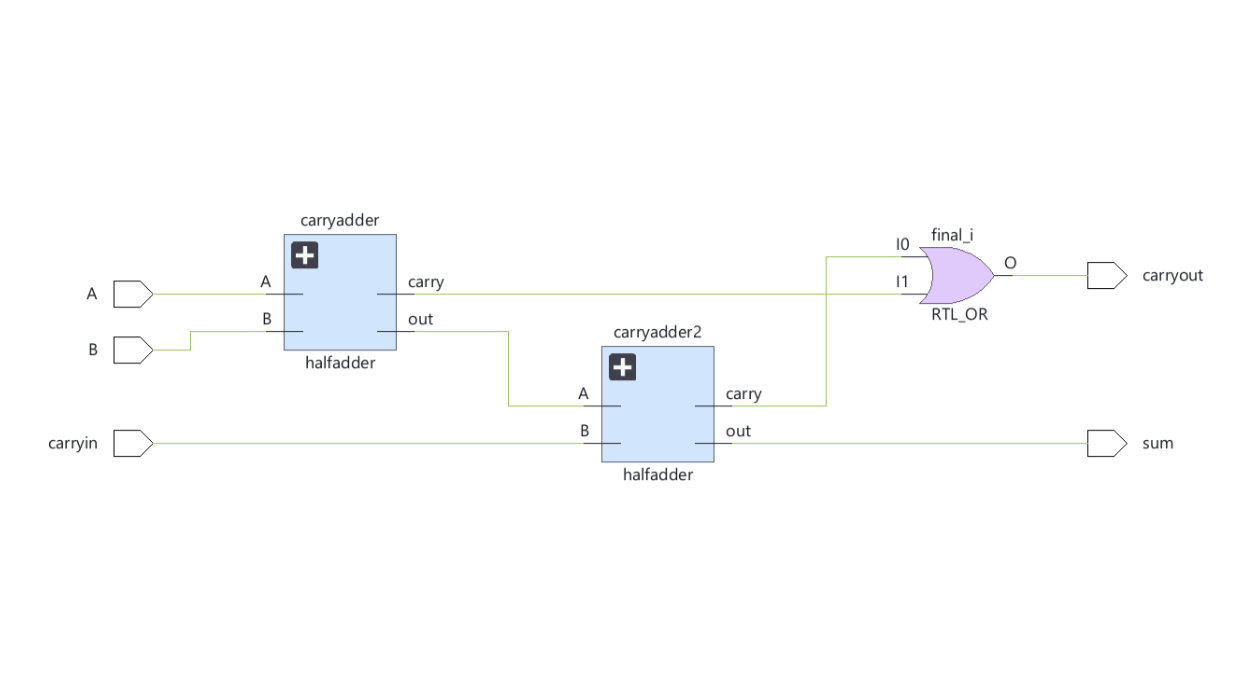 carryadder
A
B
carry
out
halfadder
A
B
carryin
carryadder2
A
B
carry
out
halfadder
final_i
I0
I1
O
RTL_OR
carryout
sum